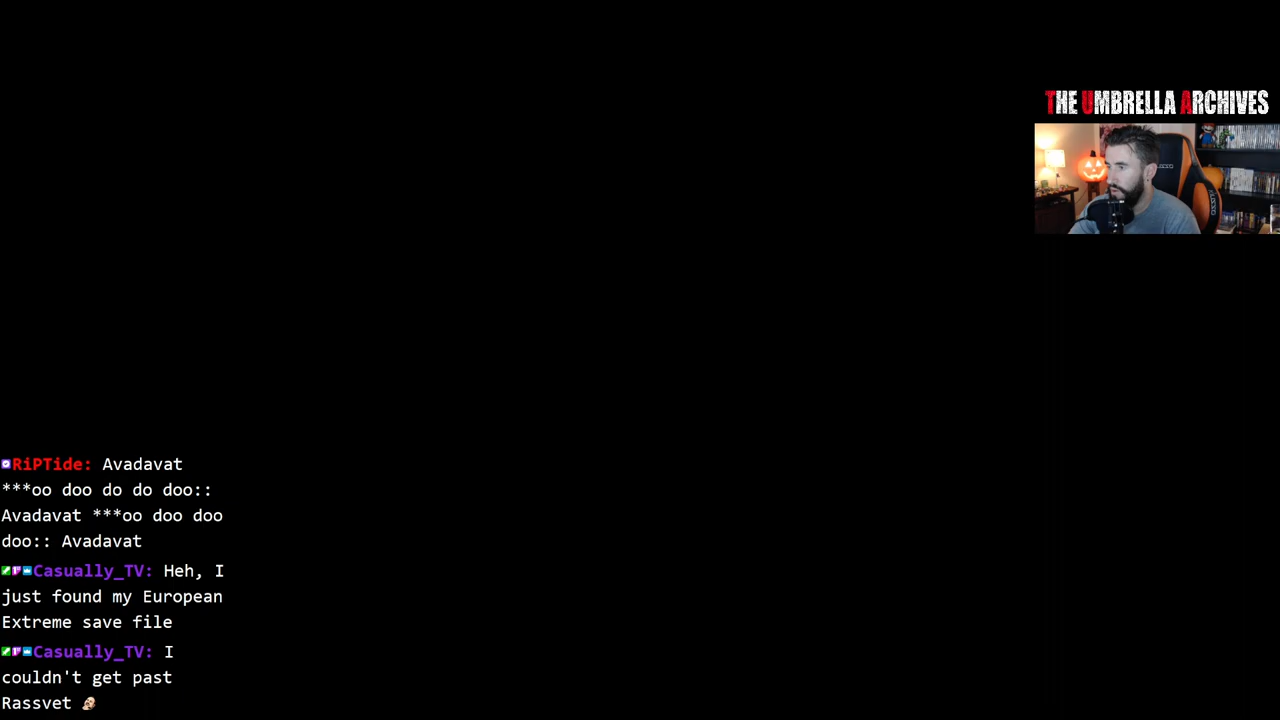 THE UMBRELLA ARCHIVES
RiPTide: Avadavat
***oo doo do do doo::
Avadavat ***oo doo doo
doo:: Avadavat
Casually_TV: Heh, I
just found my European
Extreme save file
Casually_TV: I
couldn't get past
Rassvet